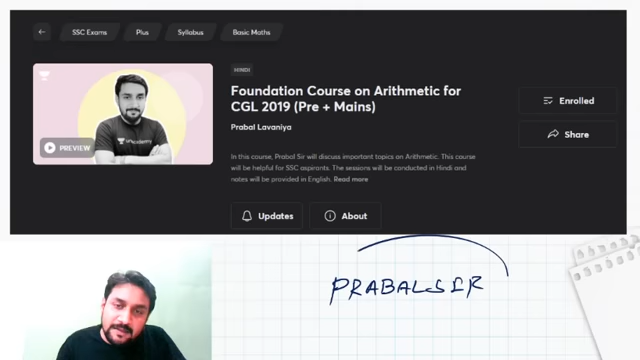 SSC Exams Plus Syllabus Basic Maths
HINDI
Foundation Course on Arithmetic for
CGL 2019 (Pre + Mains)
Prabal Lavaniya
In this course, Prabal Sir will discuss important topics on Arithmetic. This course
will be helpful for SSC aspirants. The sessions will be conducted in Hindi and
notes will be provided in English. Read more
Enrolled
Share
PREVIEW
unacademy
Updates About
PRABALSIR